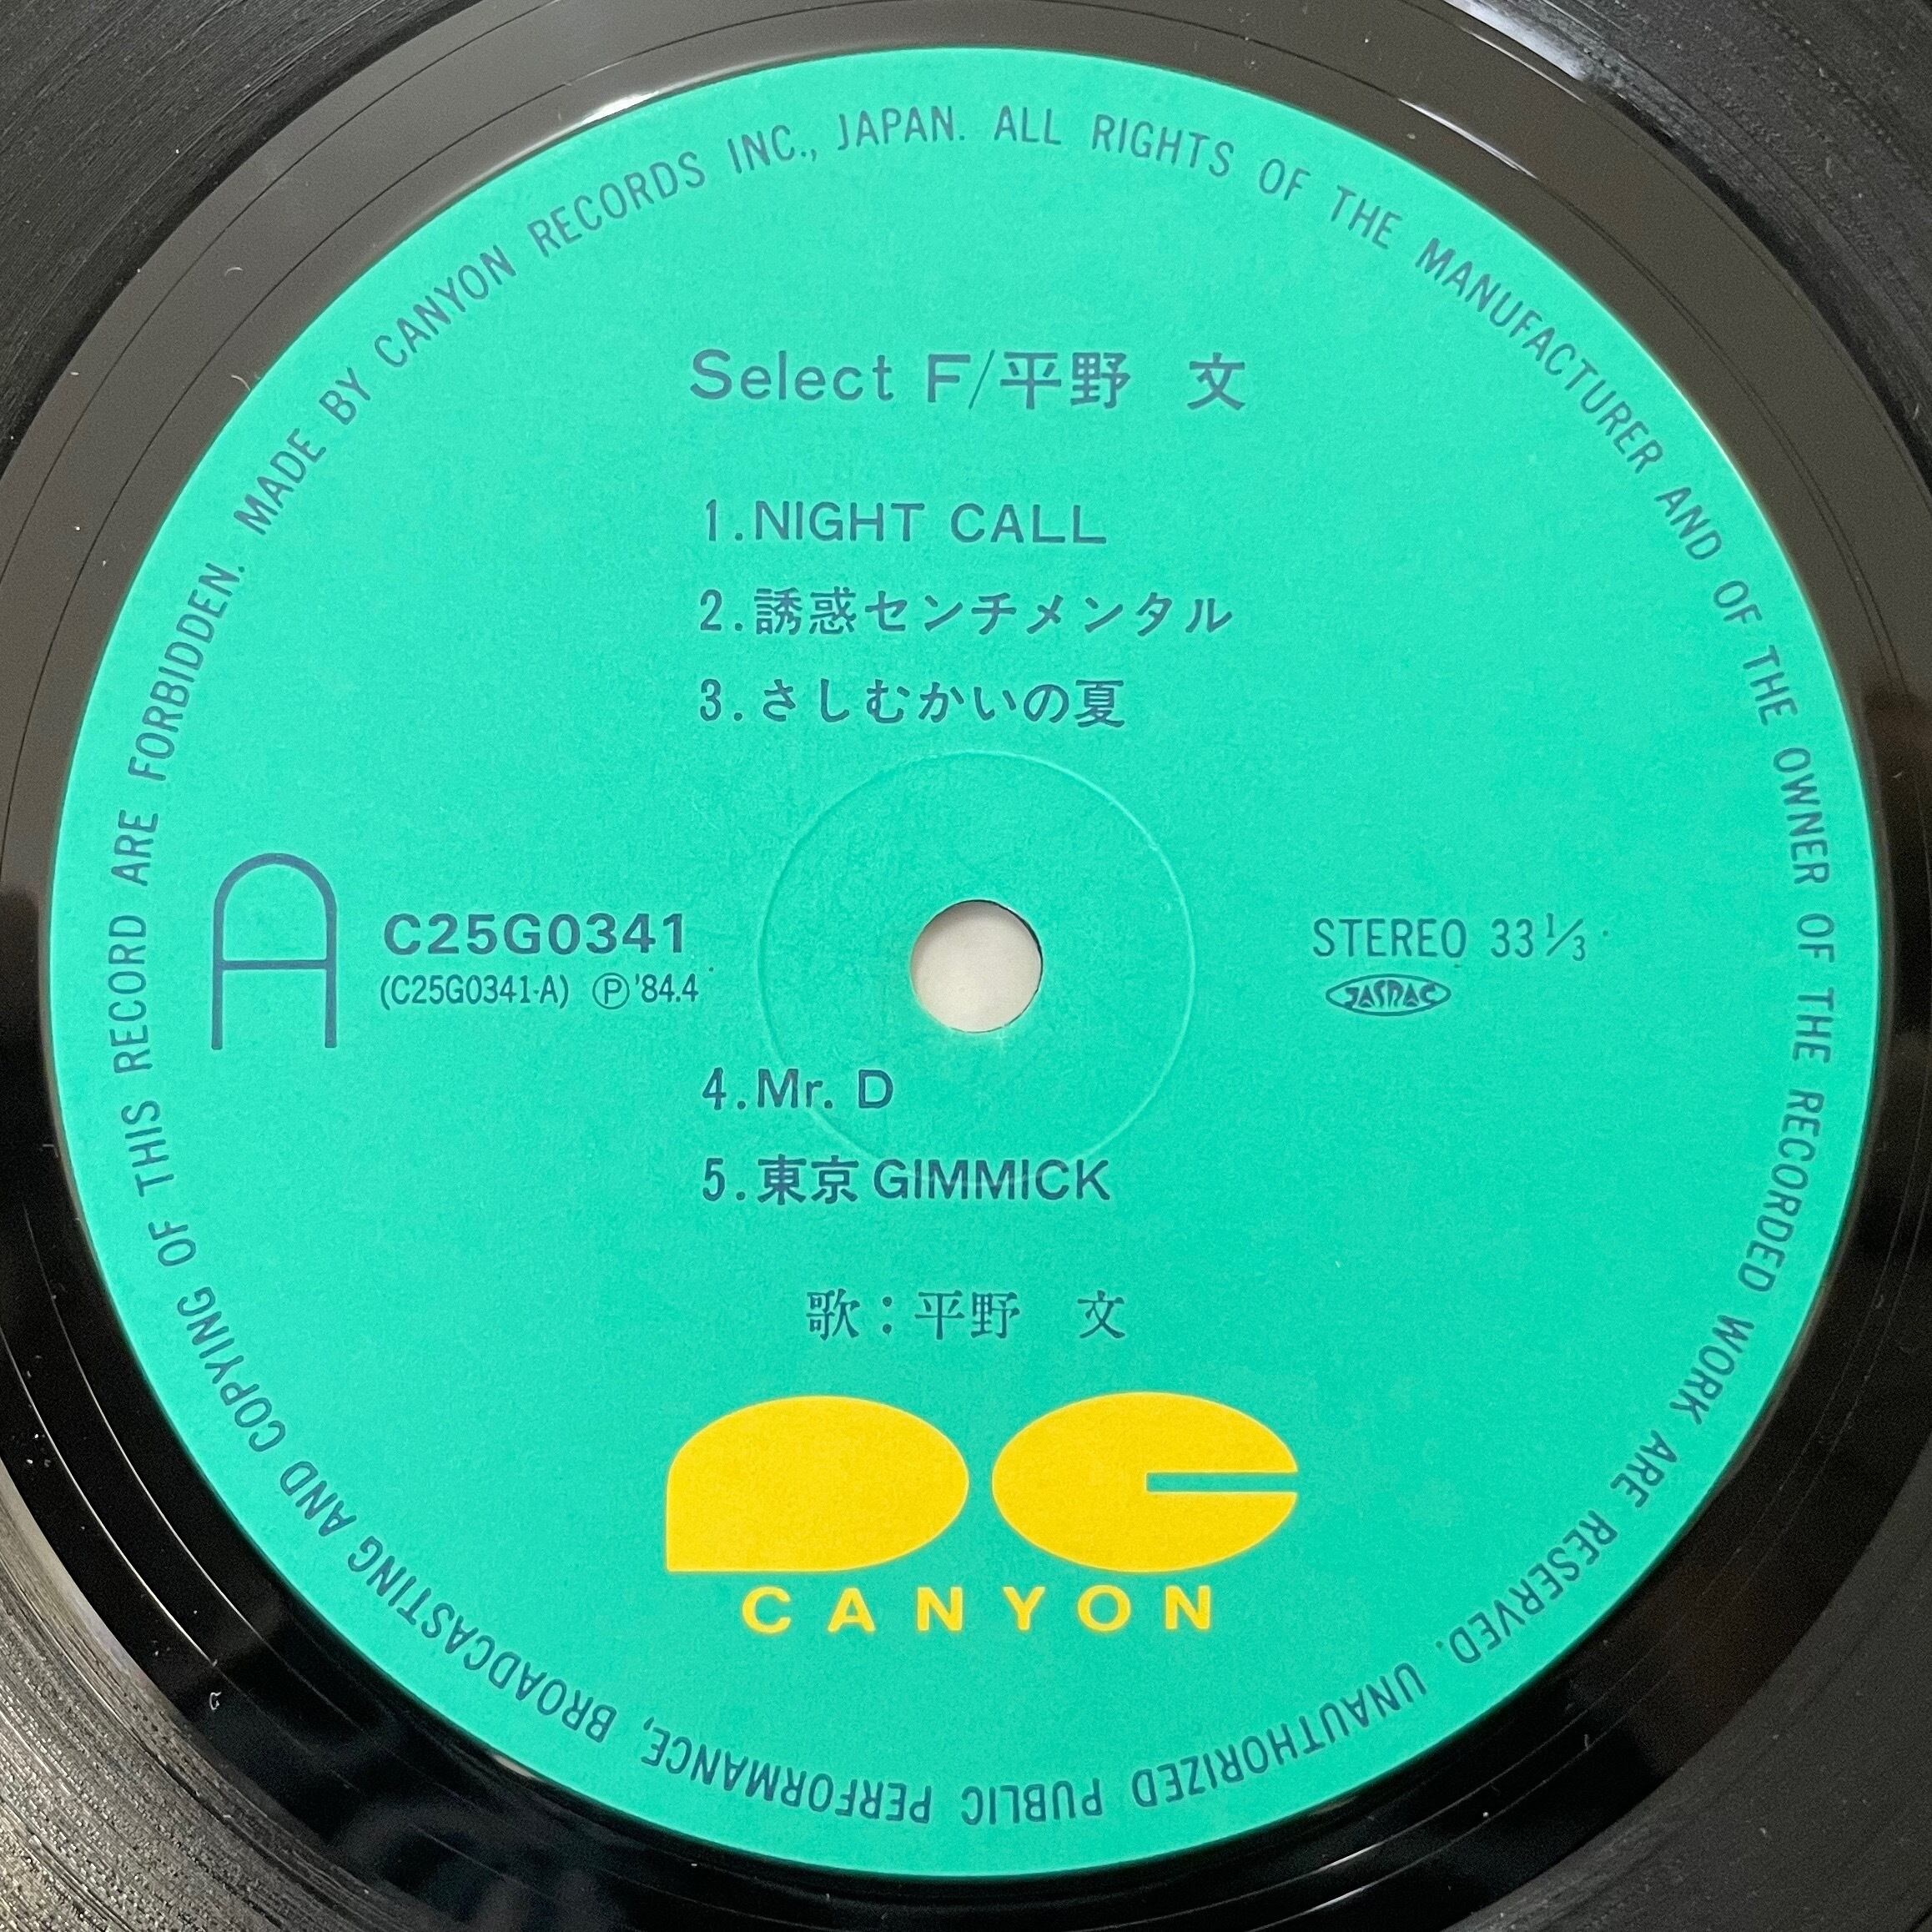 MADE BY CANYON RECORDS INC., JAPAN. ALL RIGHTS OF THE MANUFACTURER AND OF THE OWNER OF THE RECORDED WORK ARE RESERVED. UNAUTHORIZED PUBLIC PERFORMANCE, BROADCASTING AND COPYING OF THIS RECORD ARE FORBIDDEN.
Select F/平野 文
1.NIGHT CALL
2.誘惑センチメンタル
3.さしむかいの夏
A
C25G0341
(C25G0341-A) Ⓟ'84.4
STEREO 33⅓
JASRAC
4.Mr. D
5.東京GIMMICK
歌:平野 文
PC
CANYON